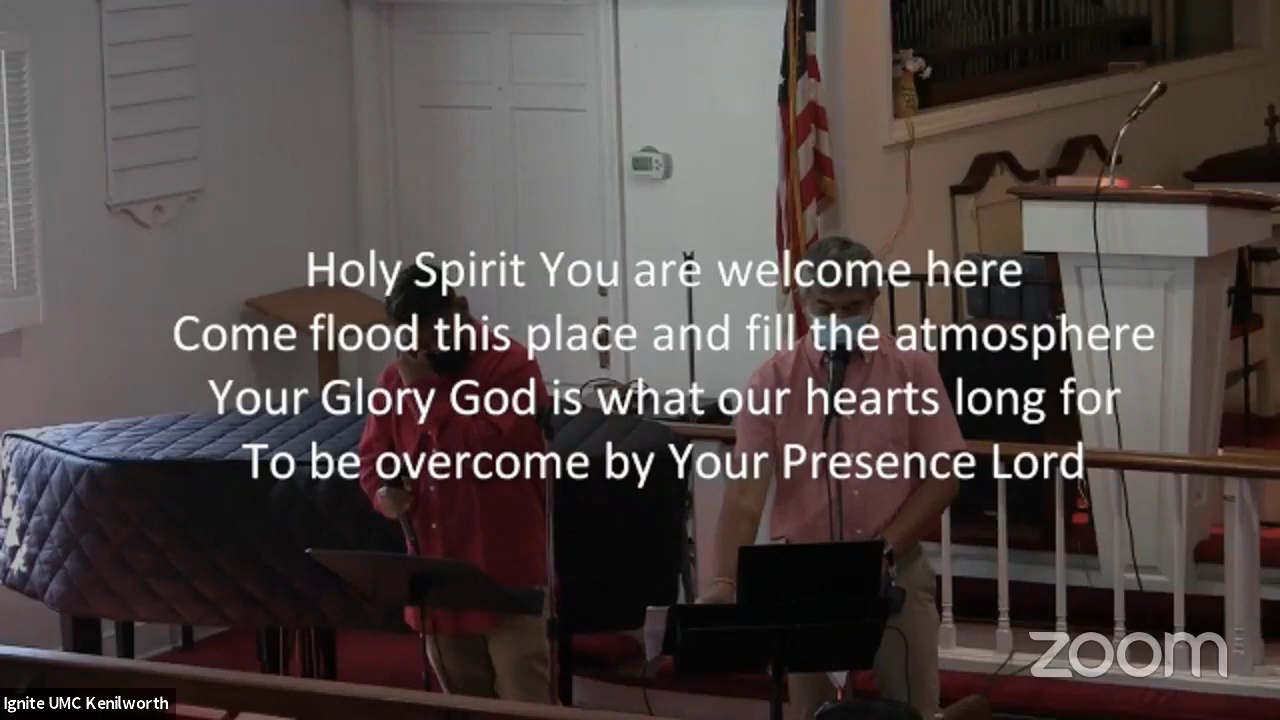 Holy Spirit You are welcome here
Come flood this place and fill the atmosphere
Your Glory God is what our hearts long for
To be overcome by Your Presence Lord
zoom
Ignite UMC Kenilworth